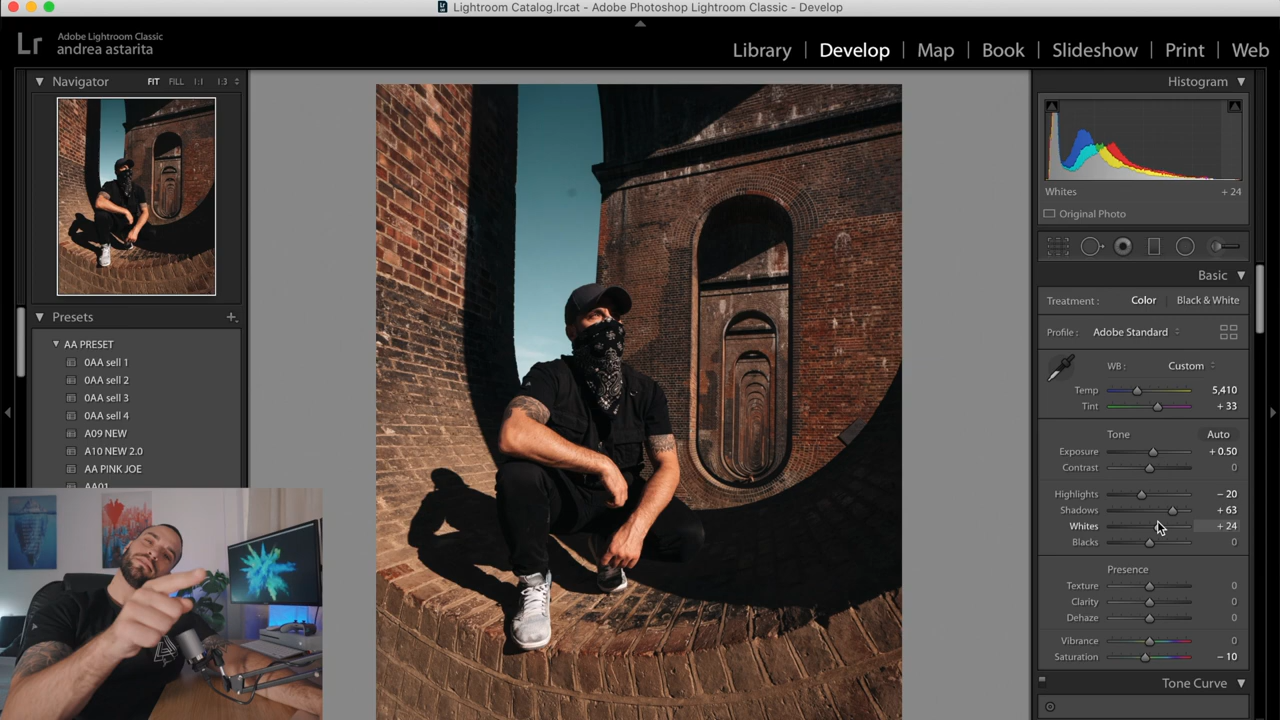 Lightroom Catalog.lrcat - Adobe Photoshop Lightroom Classic - Develop
Lr
Adobe Lightroom Classic
andrea astarita
Library | Develop | Map | Book | Slideshow | Print | Web
Navigator FIT FILL 1:1 1:3
Presets +
AA PRESET
0AA sell 1
0AA sell 2
0AA sell 3
0AA sell 4
A09 NEW
A10 NEW 2.0
AA PINK JOE
AA01
Histogram
Whites + 24
Original Photo
Basic
Treatment : Color Black & White
Profile : Adobe Standard
WB : Custom
Temp 5,410
Tint + 33
Tone Auto
Exposure + 0.50
Contrast 0
Highlights − 20
Shadows + 63
Whites + 24
Blacks 0
Presence
Texture 0
Clarity 0
Dehaze 0
Vibrance 0
Saturation − 10
Tone Curve